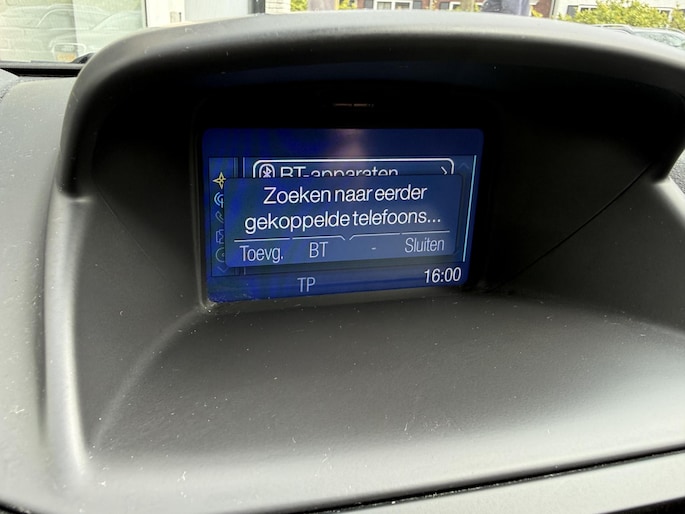 BT-apparaten
Zoeken naar eerder
gekoppelde telefoons...
Toevg. BT - Sluiten
TP 16:00